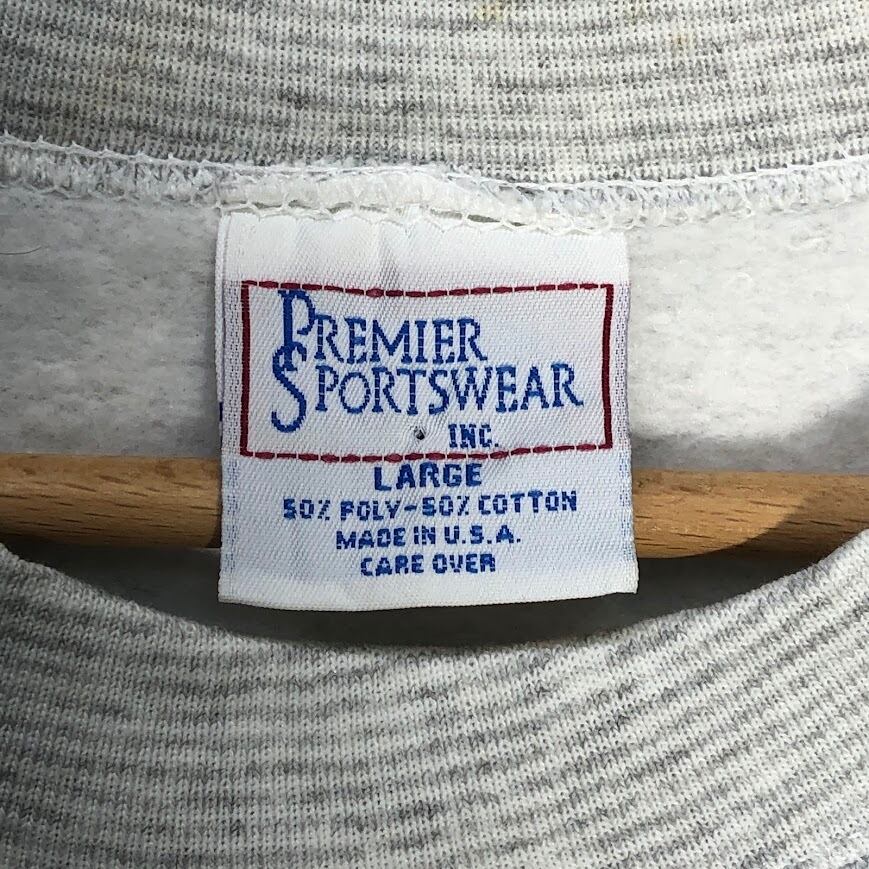 PREMIER
SPORTSWEAR
INC.
LARGE
50% POLY-50% COTTON
MADE IN U.S.A.
CARE OVER